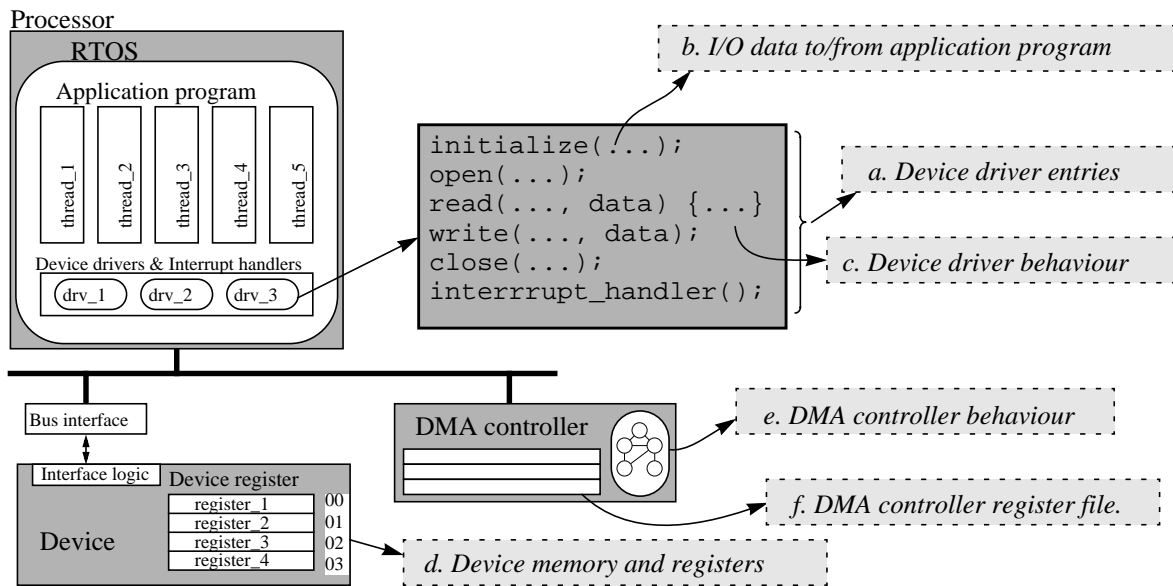 Processor
RTOS
Application program
thread_1
thread_2
thread_3
thread_4
thread_5
Device drivers & Interrupt handlers
drv_1
drv_2
drv_3
b. I/O data to/from application program
initialize(...);
open(...);
read(..., data) {...}
write(..., data);
close(...);
interrrupt_handler();
a. Device driver entries
c. Device driver behaviour
Bus interface
Interface logic
Device register
Device
register_1 00
register_2 01
register_3 02
register_4 03
DMA controller
e. DMA controller behaviour
f. DMA controller register file.
d. Device memory and registers